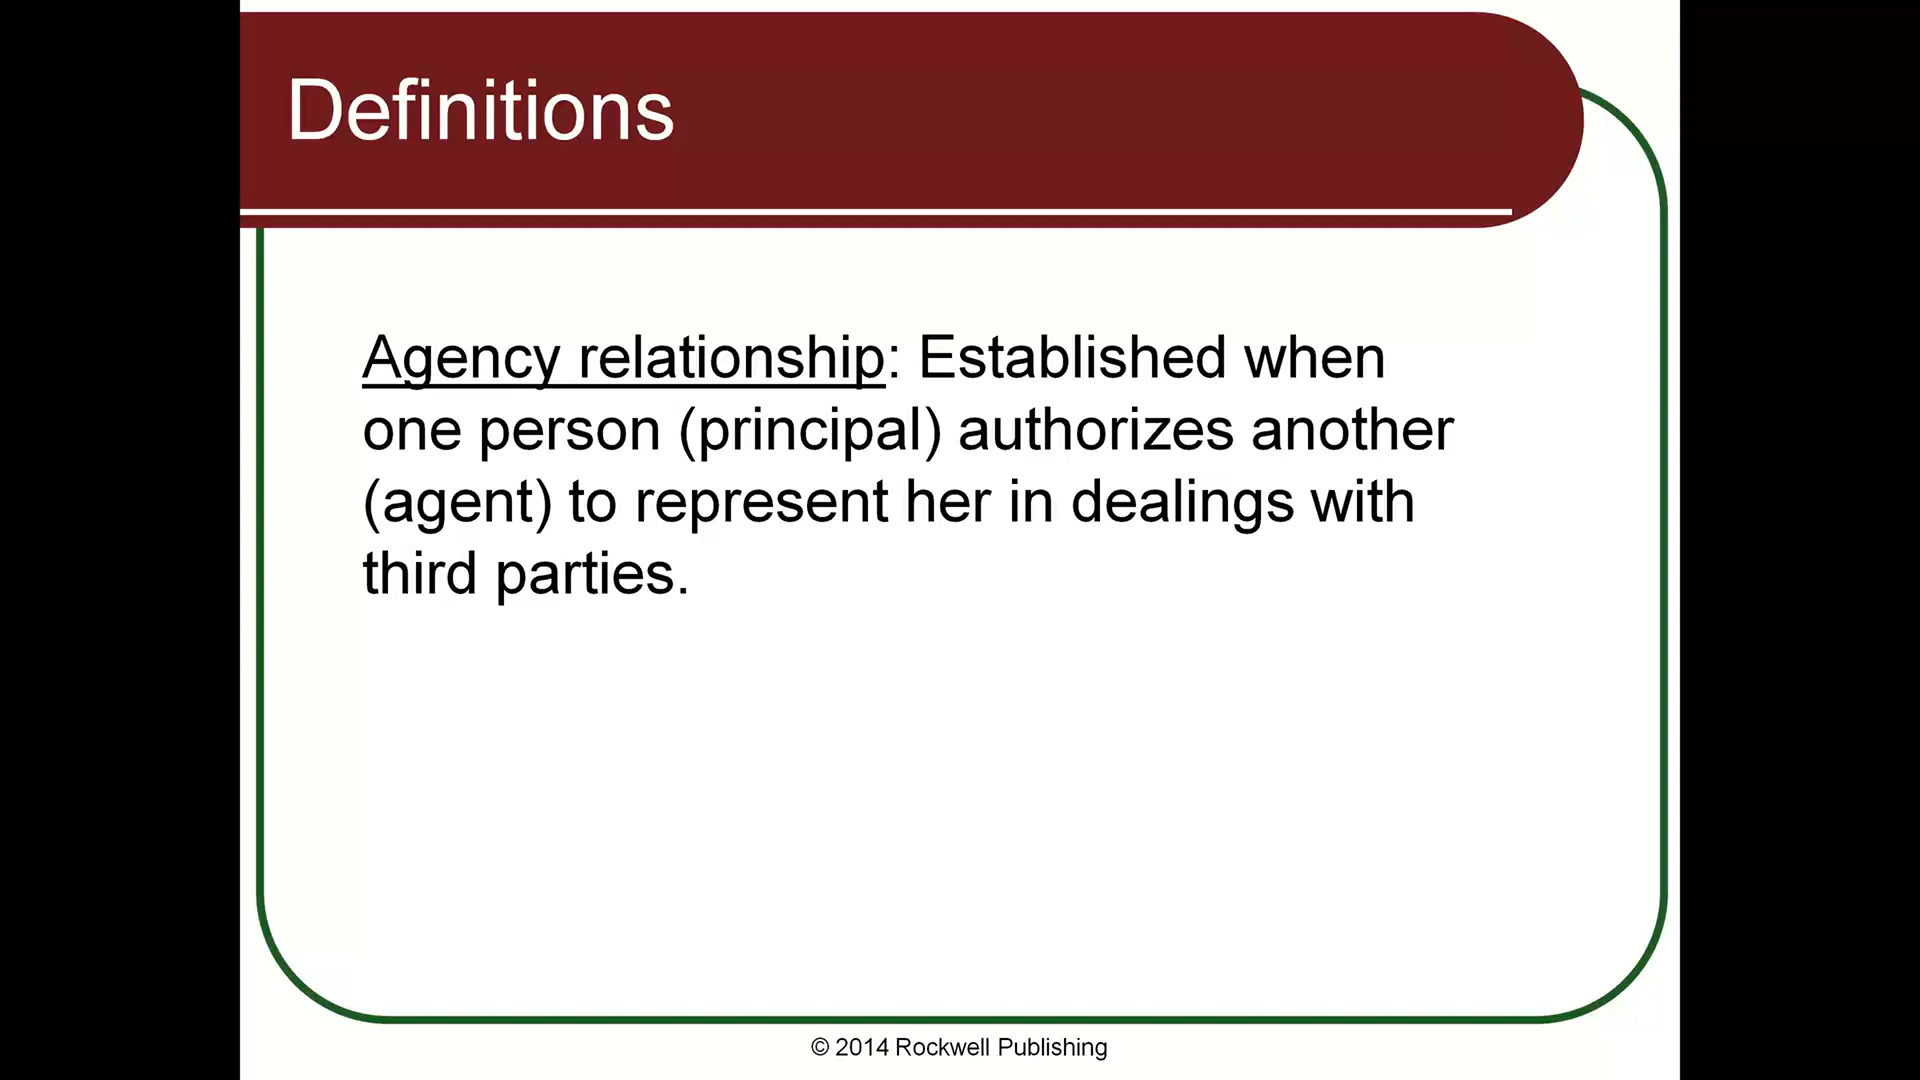 Definitions
Agency relationship: Established when
one person (principal) authorizes another
(agent) to represent her in dealings with
third parties.
© 2014 Rockwell Publishing